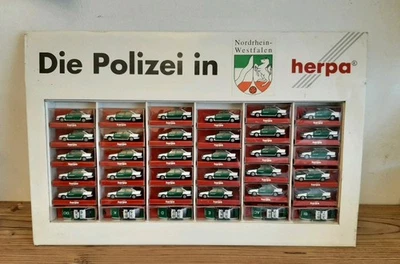 Die Polizei in
Nordrhein-
Westfalen
herpa®